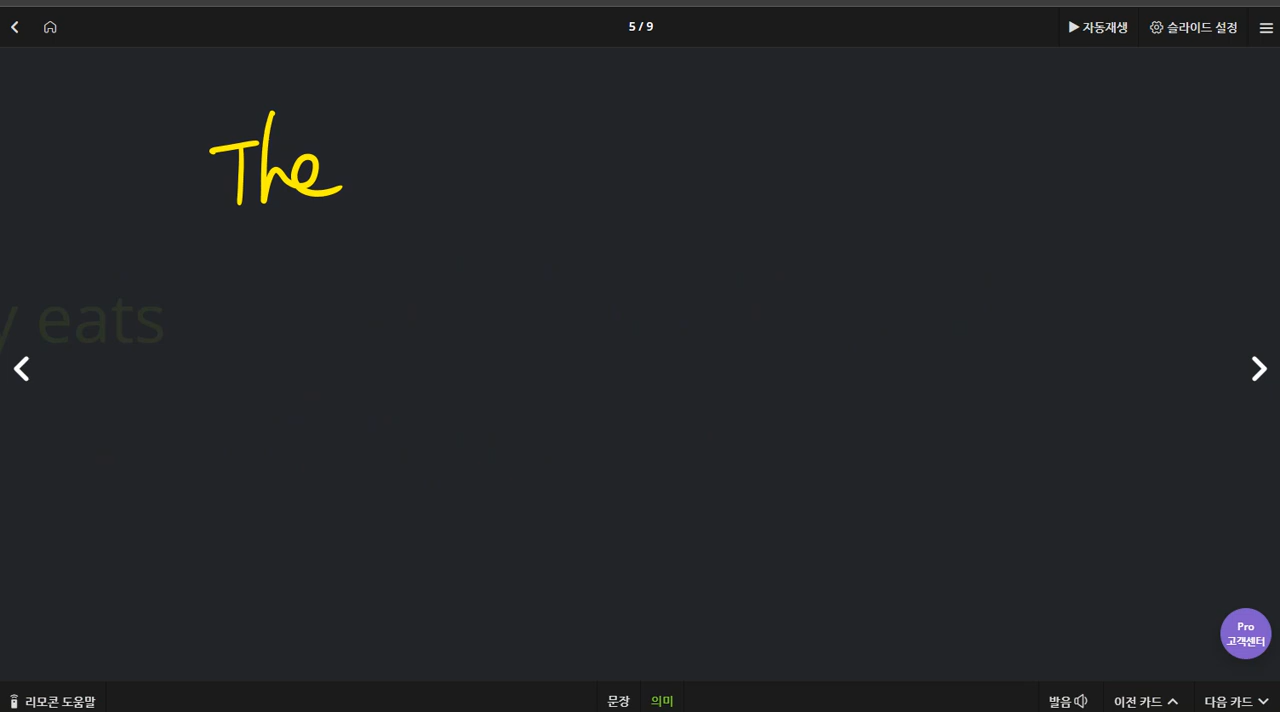 5 / 9
▶ 자동재생
슬라이드 설정
The
y eats
Pro
고객센터
리모콘 도움말
문장
의미
발음
이전 카드
다음 카드